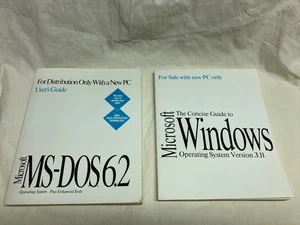 For Distribution Only With a New PC
User's Guide
Microsoft
MS-DOS 6.2
Operating System Plus Enhanced Tools
For Sale with new PC only
Microsoft
The Concise Guide to
Windows
Operating System Version 3.11